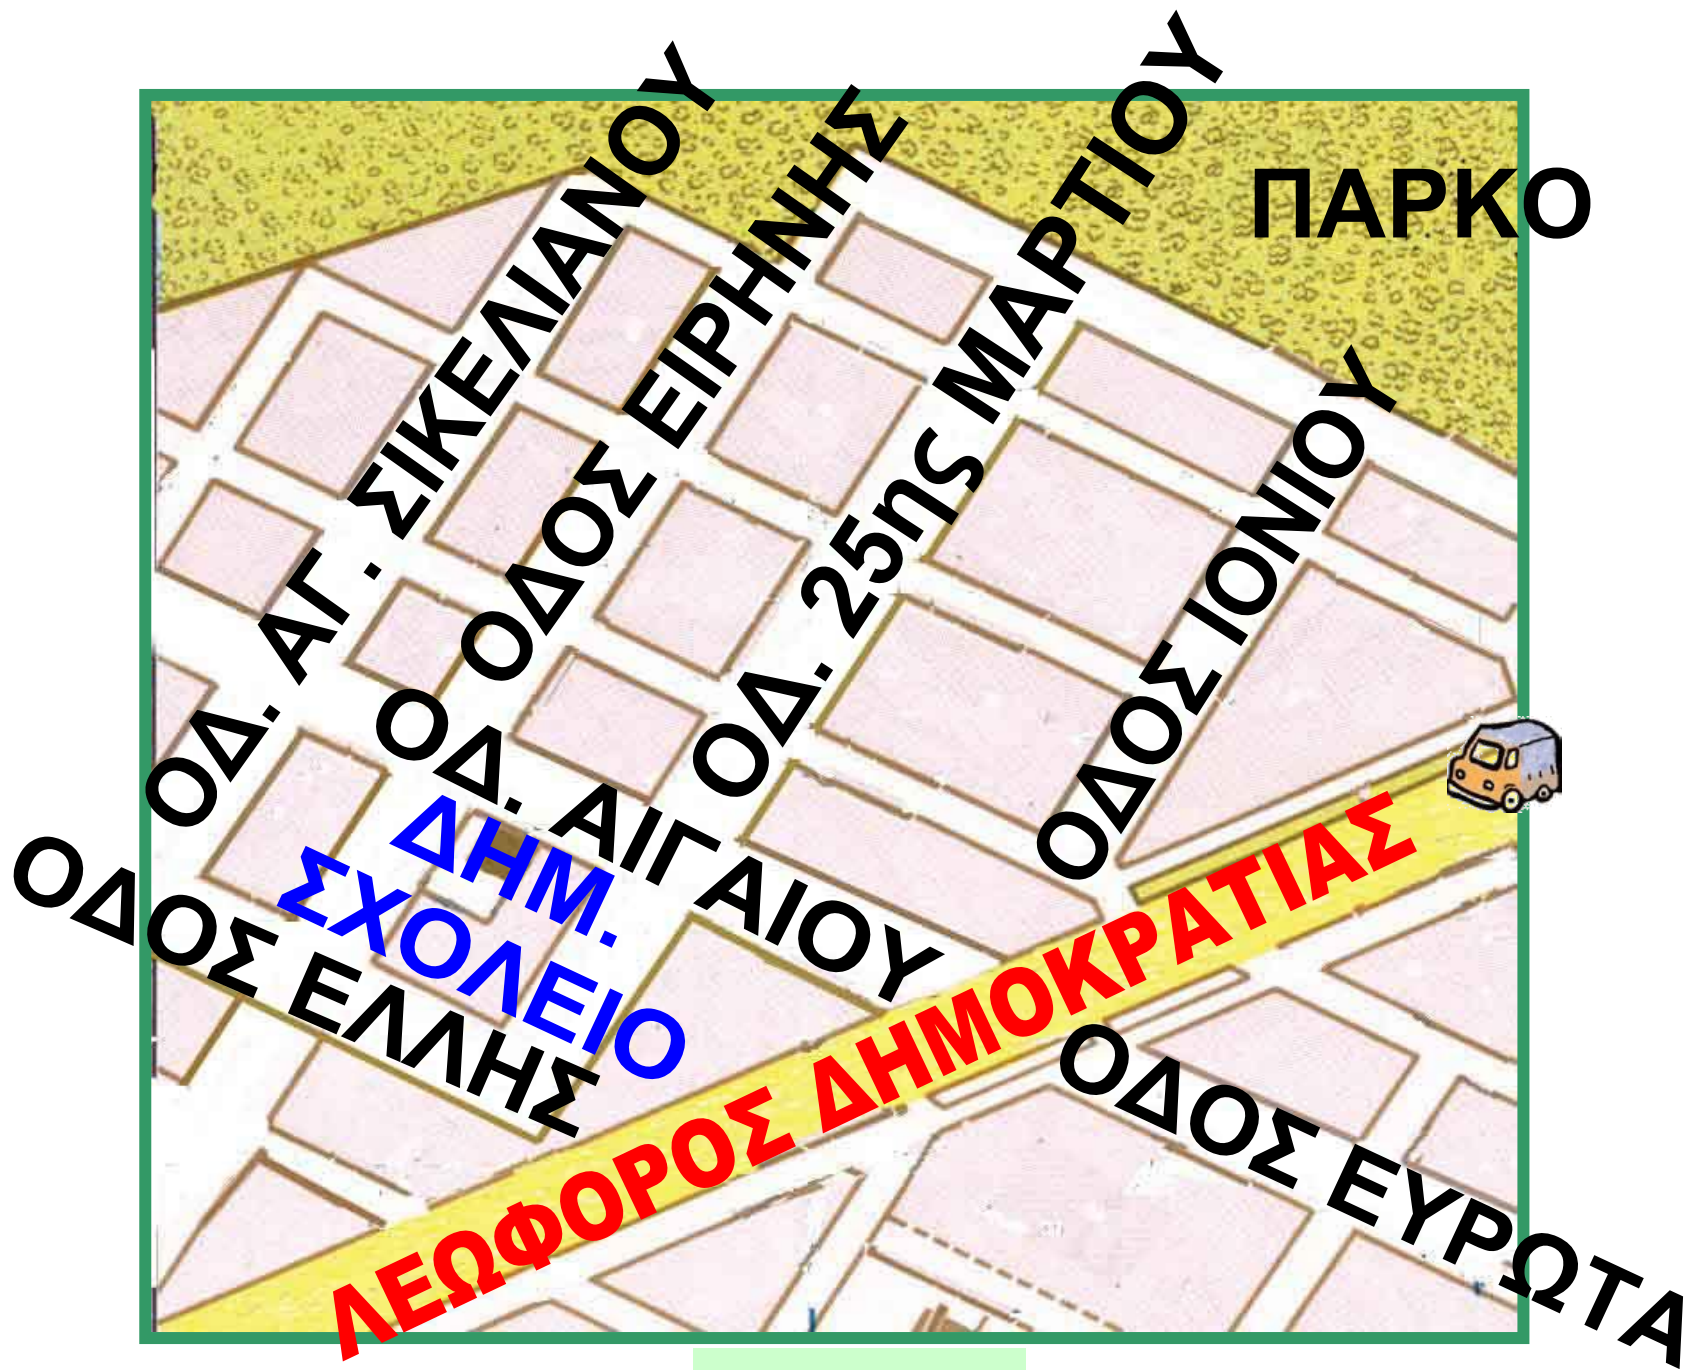 ΠΑΡΚΟ
ΟΔ. ΑΓ. ΣΙΚΕΛΙΑΝΟΥ
ΟΔΟΣ ΕΙΡΗΝΗΣ
ΟΔ. 25ης ΜΑΡΤΙΟΥ
ΟΔΟΣ ΙΟΝΙΟΥ
ΟΔ. ΑΙΓΑΙΟΥ
ΔΗΜ.
ΣΧΟΛΕΙΟ
ΟΔΟΣ ΕΛΛΗΣ
ΛΕΩΦΟΡΟΣ ΔΗΜΟΚΡΑΤΙΑΣ
ΟΔΟΣ ΕΥΡΩΤΑ